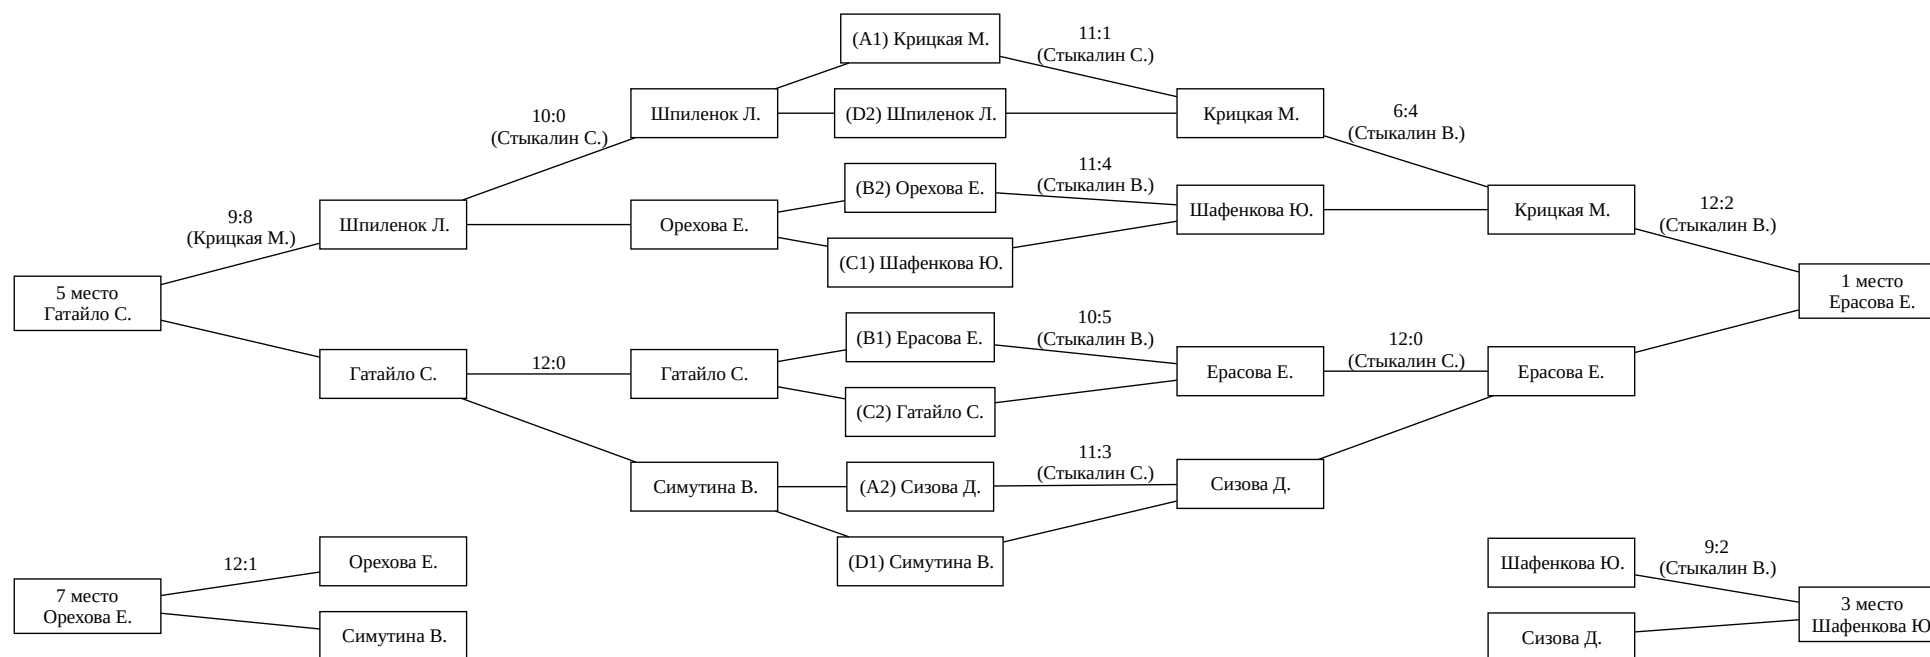 (A1) Крицкая М.
11:1
(Стыкалин С.)
10:0
(Стыкалин С.)
Шпиленок Л.
(D2) Шпиленок Л.
Крицкая М.
6:4
(Стыкалин В.)
(B2) Орехова Е.
11:4
(Стыкалин В.)
9:8
(Крицкая М.)
Шпиленок Л.
Орехова Е.
Шафенкова Ю.
Крицкая М.
12:2
(Стыкалин В.)
(C1) Шафенкова Ю.
5 место
Гатайло С.
1 место
Ерасова Е.
(B1) Ерасова Е.
10:5
(Стыкалин В.)
Гатайло С.
12:0
Гатайло С.
Ерасова Е.
12:0
(Стыкалин С.)
Ерасова Е.
(C2) Гатайло С.
Симутина В.
(A2) Сизова Д.
11:3
(Стыкалин С.)
Сизова Д.
(D1) Симутина В.
12:1
Орехова Е.
7 место
Орехова Е.
Симутина В.
Шафенкова Ю.
9:2
(Стыкалин В.)
3 место
Шафенкова Ю
Сизова Д.